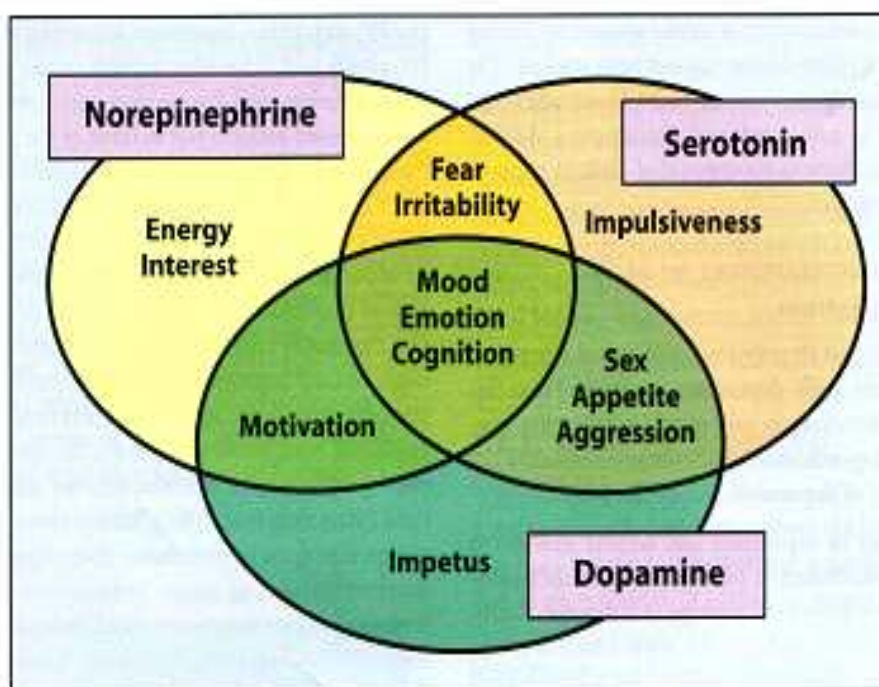 Norepinephrine
Serotonin
Fear
Irritability
Energy
Interest
Impulsiveness
Mood
Emotion
Cognition
Sex
Appetite
Aggression
Motivation
Impetus
Dopamine